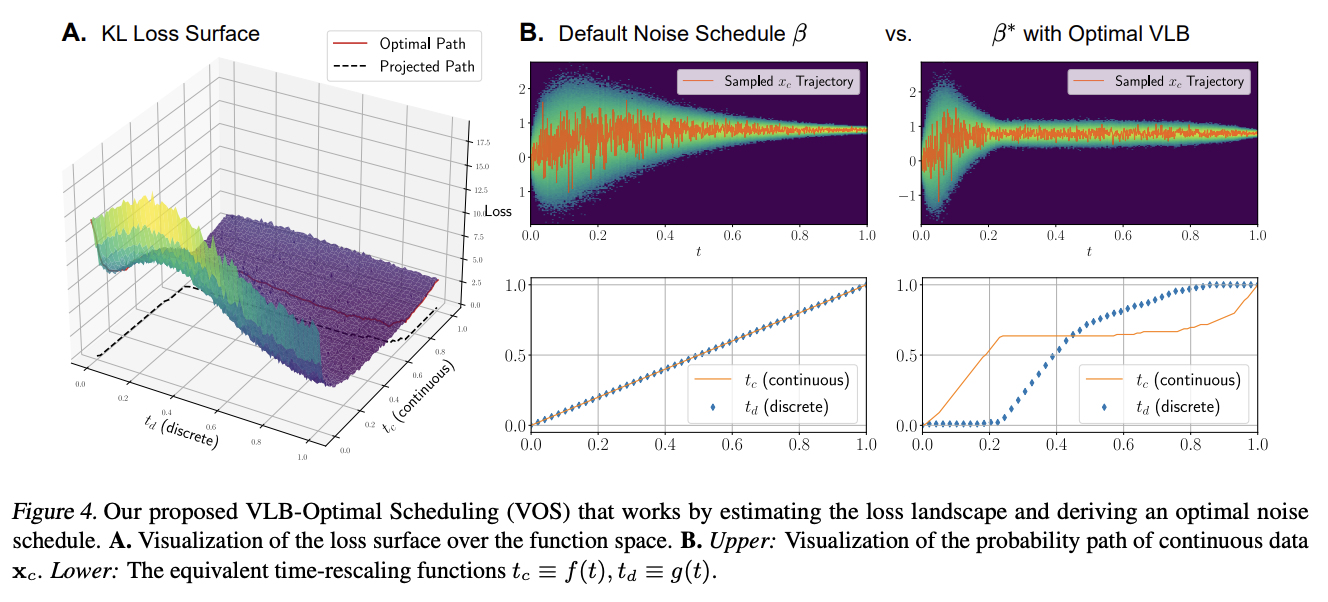 A. KL Loss Surface
Optimal Path
Projected Path
17.5
15.0
12.5
10.0
Loss
7.5
5.0
2.5
0.0
0.0
0.2
0.4
0.6
0.8
1.0
t_d (discrete)
0.0
0.2
0.4
0.6
0.8
1.0
t_c (continuous)
B. Default Noise Schedule β vs. β* with Optimal VLB
Sampled x_c Trajectory
2
1
0
1
0.0 0.2 0.4 0.6 0.8 1.0
t
Sampled x_c Trajectory
2
1
0
−1
0.0 0.2 0.4 0.6 0.8 1.0
t
1.0
0.5
0.0
t_c (continuous)
t_d (discrete)
0.0 0.2 0.4 0.6 0.8 1.0
1.0
0.5
0.0
t_c (continuous)
t_d (discrete)
0.0 0.2 0.4 0.6 0.8 1.0
Figure 4. Our proposed VLB-Optimal Scheduling (VOS) that works by estimating the loss landscape and deriving an optimal noise
schedule. A. Visualization of the loss surface over the function space. B. Upper: Visualization of the probability path of continuous data
x_c. Lower: The equivalent time-rescaling functions t_c ≡ f(t), t_d ≡ g(t).